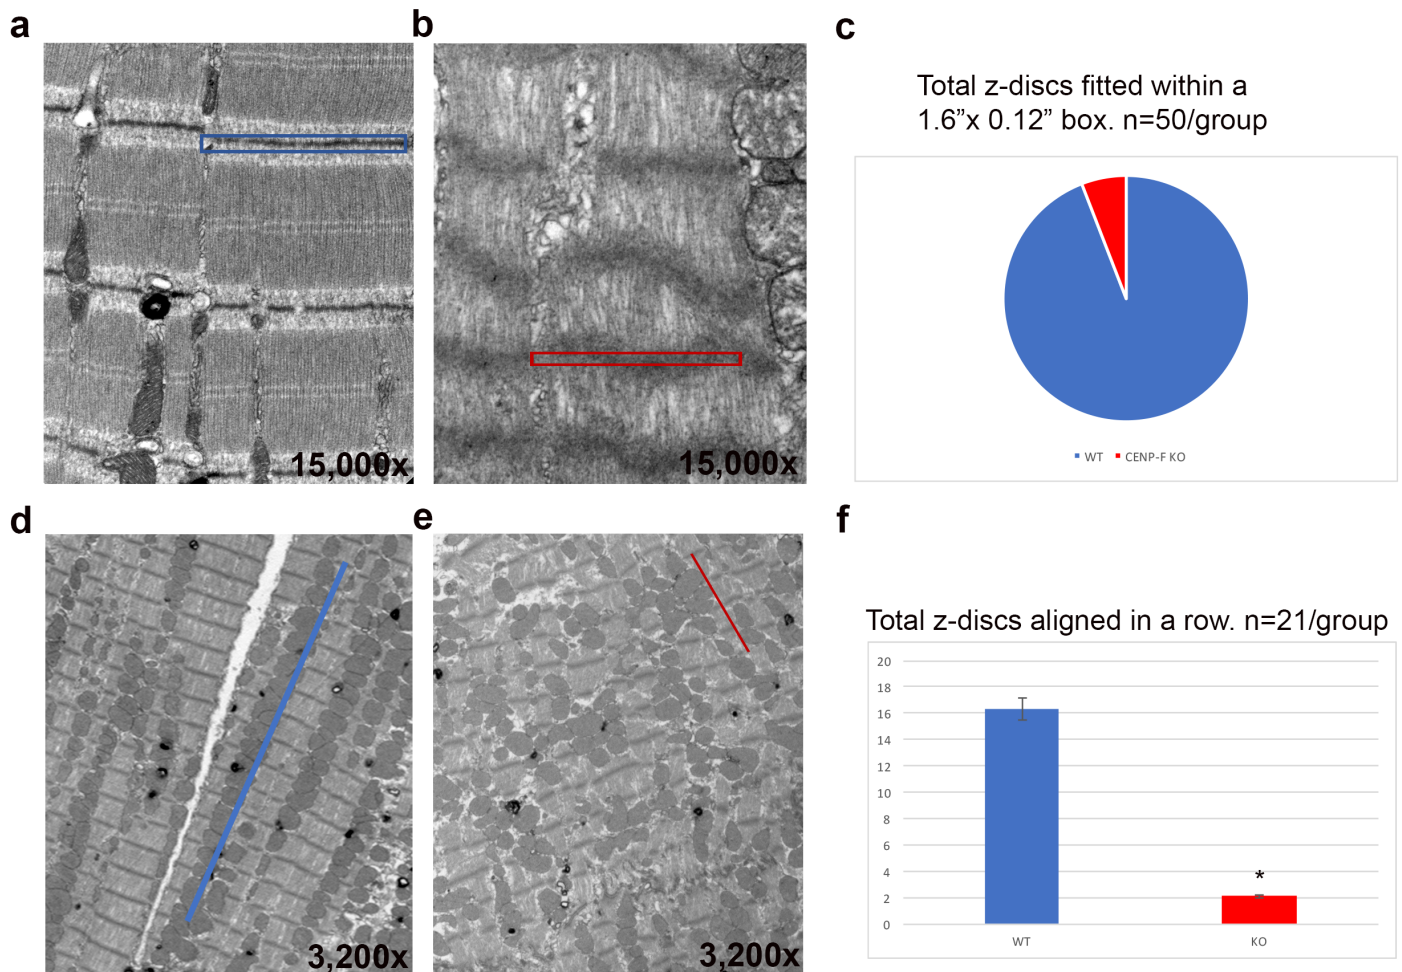 a
b
c
15,000x
15,000x
Total z-discs fitted within a
1.6”x 0.12” box. n=50/group
WT CENP-F KO
d
e
f
3,200x
3,200x
Total z-discs aligned in a row. n=21/group
20
18
16
14
12
10
8
6
4
2
0
*
WT KO